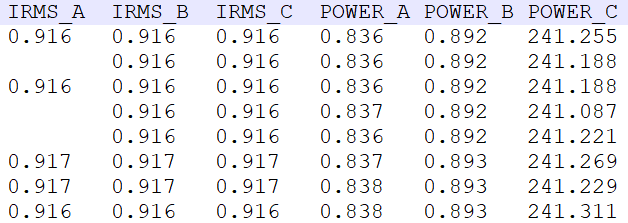 IRMS_A IRMS_B IRMS_C POWER_A POWER_B POWER_C
0.916 0.916 0.916 0.836 0.892 241.255
0.916 0.916 0.836 0.892 241.188
0.916 0.916 0.916 0.836 0.892 241.188
0.916 0.916 0.837 0.892 241.087
0.916 0.916 0.836 0.892 241.221
0.917 0.917 0.917 0.837 0.893 241.269
0.917 0.917 0.917 0.838 0.893 241.229
0.916 0.916 0.916 0.838 0.893 241.311